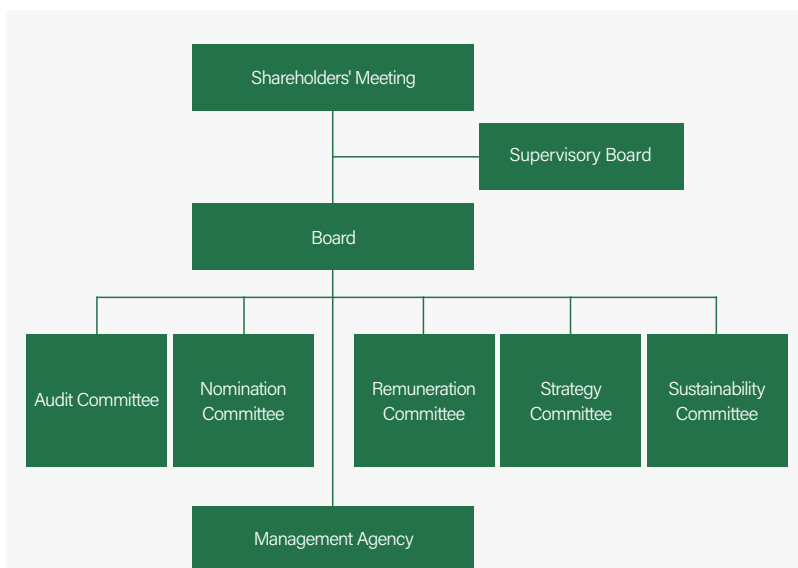 Shareholders' Meeting
Supervisory Board
Board
Audit Committee
Nomination
Committee
Remuneration
Committee
Strategy
Committee
Sustainability
Committee
Management Agency